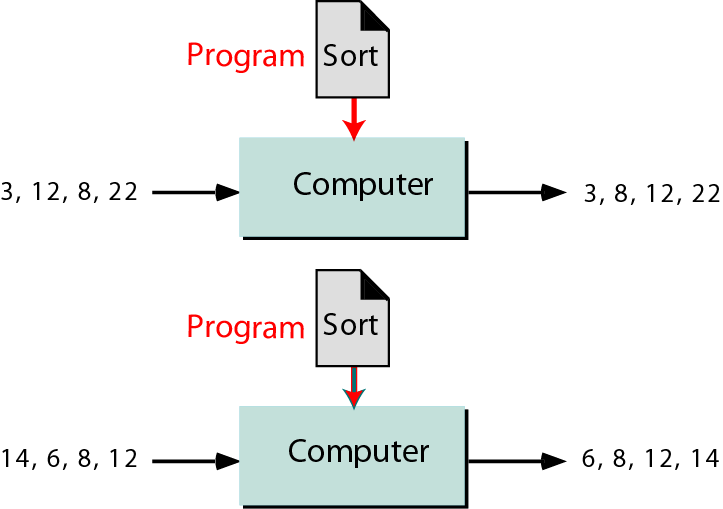 Program
Sort
Computer
3, 12, 8, 22
3, 8, 12, 22
Program
Sort
Computer
14, 6, 8, 12
6, 8, 12, 14